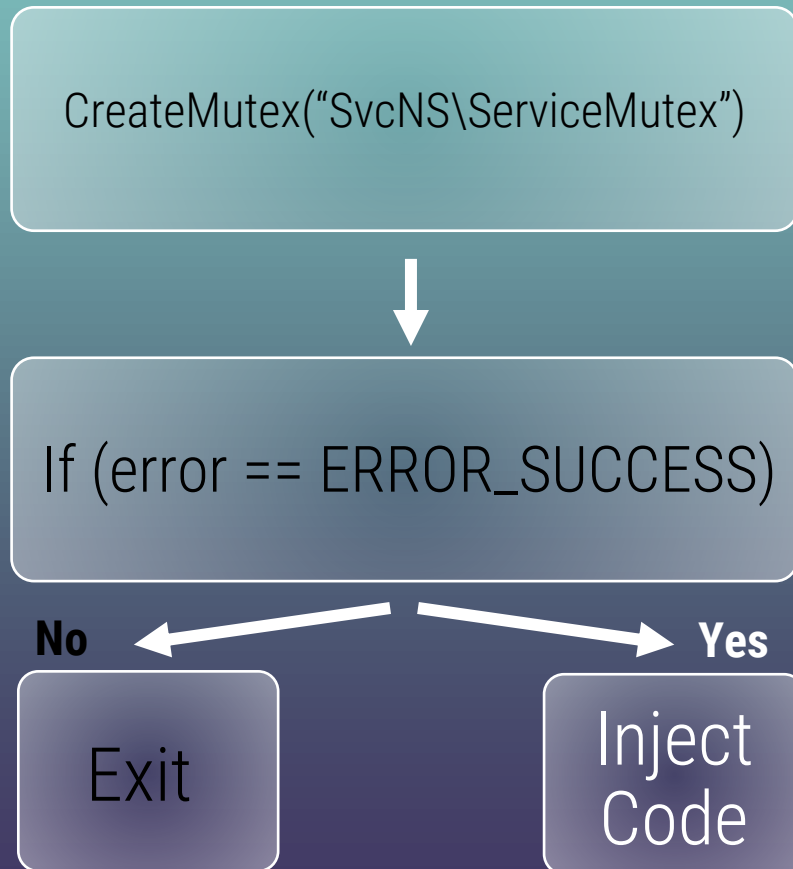 CreateMutex(“SvcNS\ServiceMutex”)
If (error == ERROR_SUCCESS)
No
Yes
Exit
Inject
Code